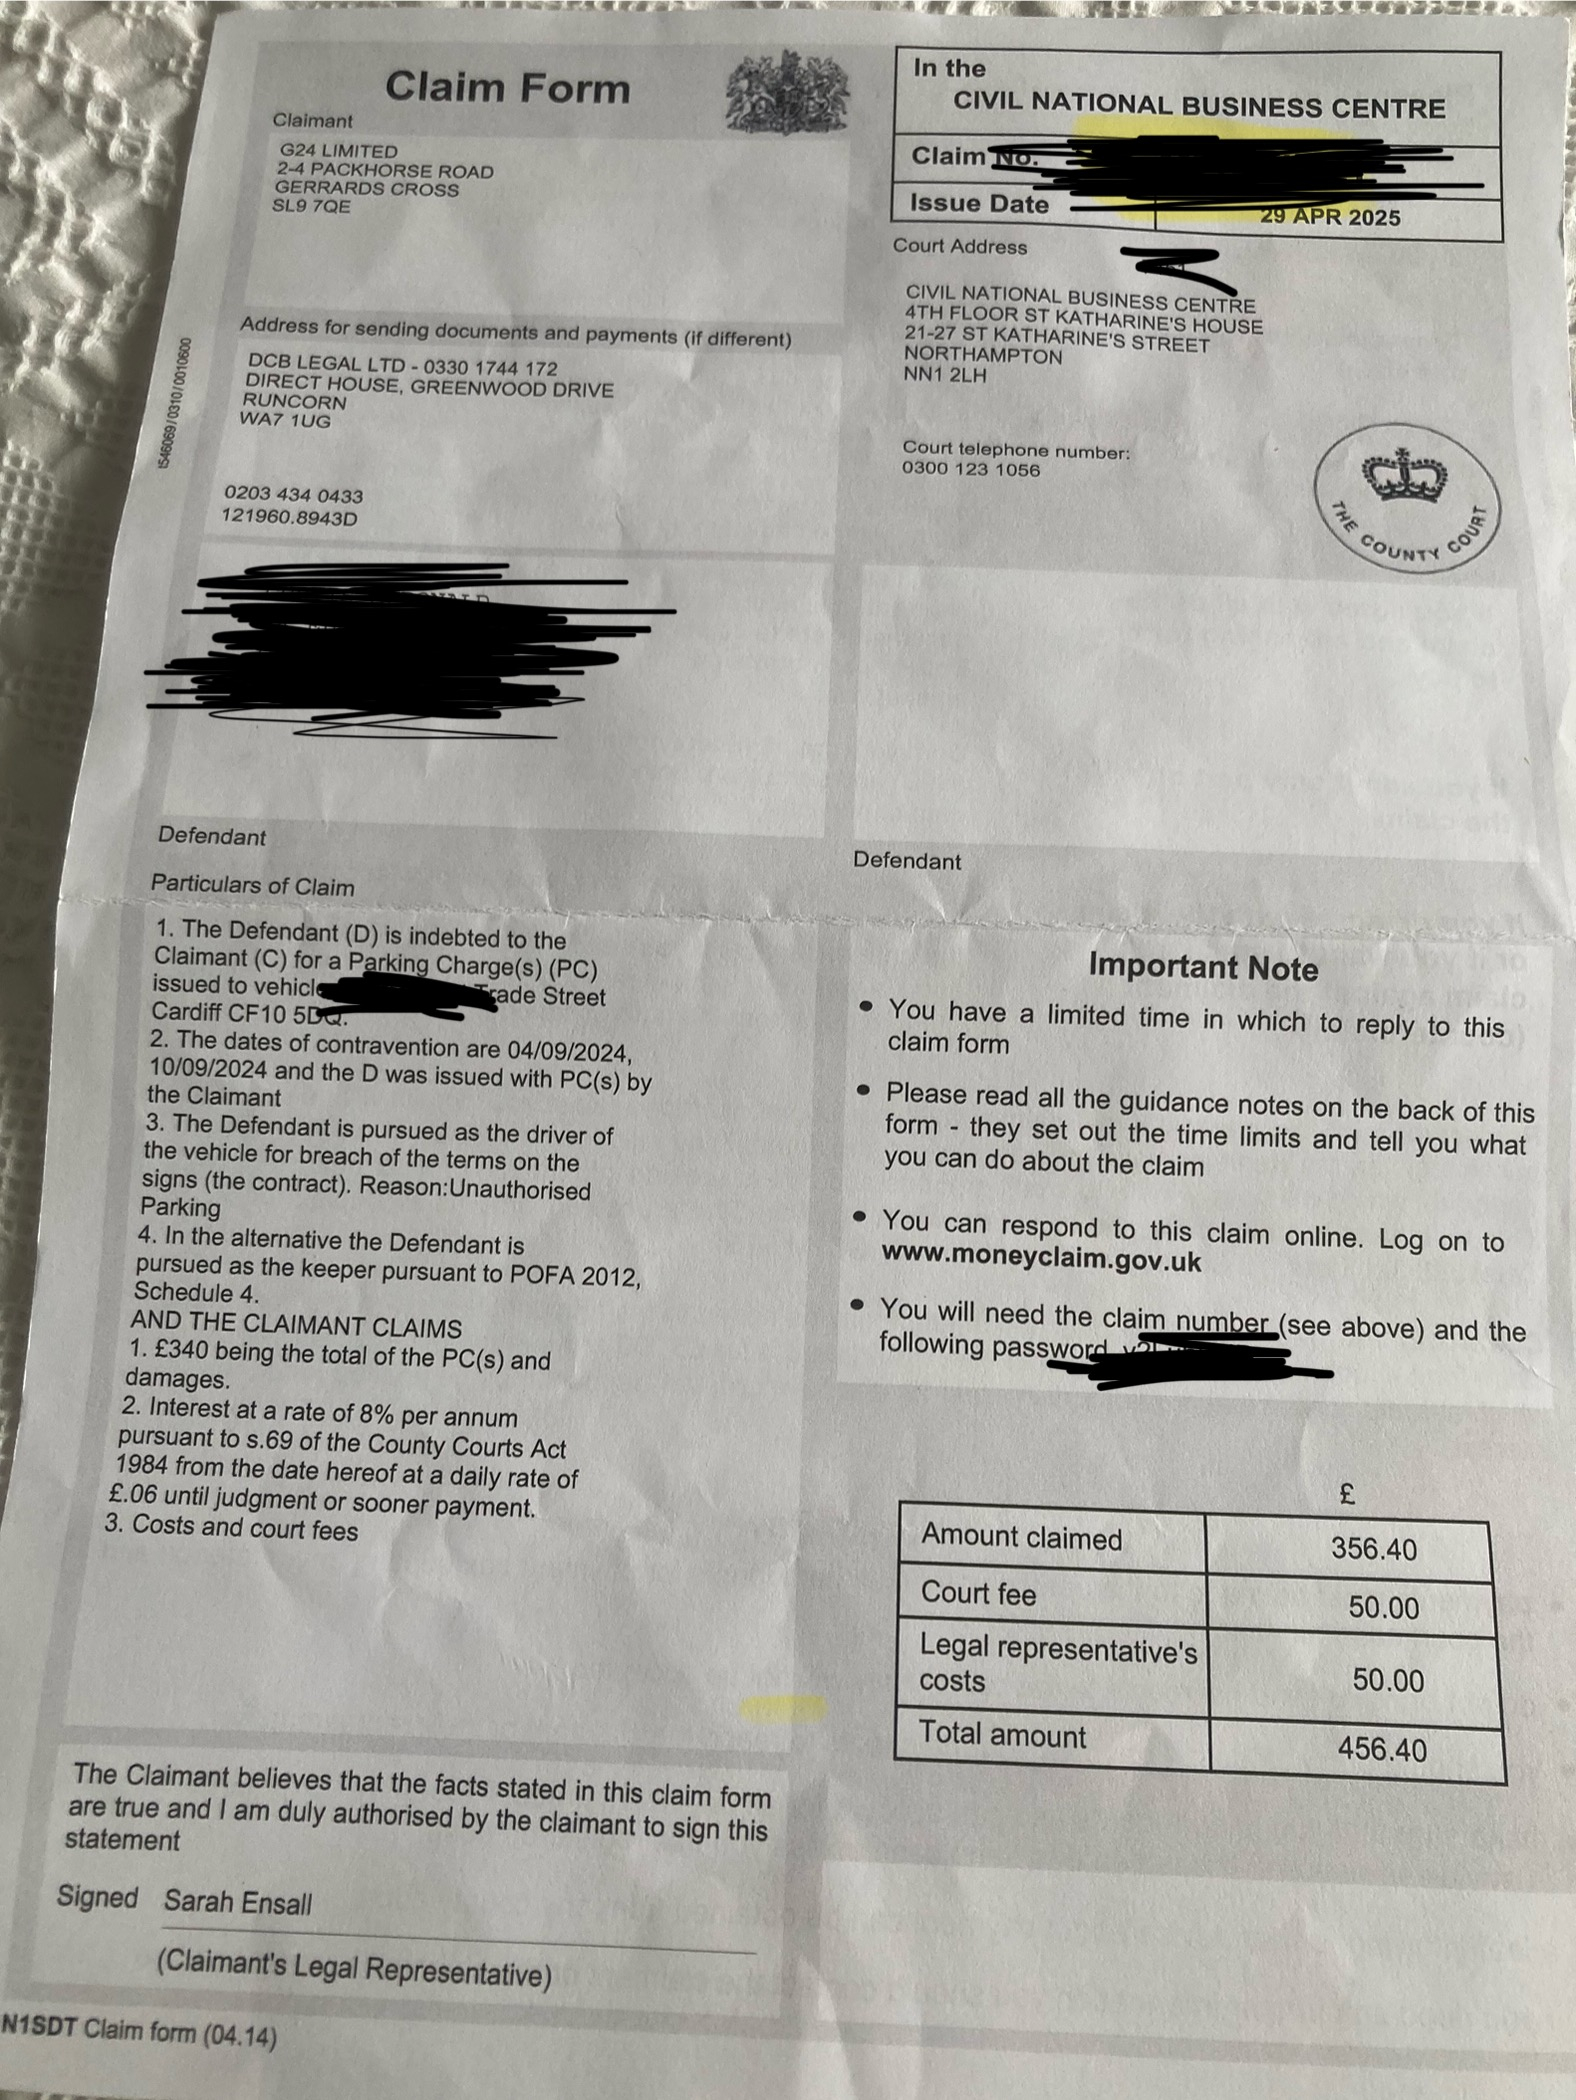 Claim Form
In the
CIVIL NATIONAL BUSINESS CENTRE
Claim No.
Issue Date
29 APR 2025
Claimant
G24 LIMITED
2-4 PACKHORSE ROAD
GERRARDS CROSS
SL9 7QE
Court Address
CIVIL NATIONAL BUSINESS CENTRE
4TH FLOOR ST KATHARINE'S HOUSE
21-27 ST KATHARINE'S STREET
NORTHAMPTON
NN1 2LH
Address for sending documents and payments (if different)
DCB LEGAL LTD - 0330 1744 172
DIRECT HOUSE, GREENWOOD DRIVE
RUNCORN
WA7 1UG
0203 434 0433
121960.8943D
I546069/0310/0010600
Court telephone number:
0300 123 1056
THE COUNTY COURT
Defendant
Defendant
Particulars of Claim
1. The Defendant (D) is indebted to the
Claimant (C) for a Parking Charge(s) (PC)
issued to vehicle Trade Street
Cardiff CF10 5DQ.
2. The dates of contravention are 04/09/2024,
10/09/2024 and the D was issued with PC(s) by
the Claimant
3. The Defendant is pursued as the driver of
the vehicle for breach of the terms on the
signs (the contract). Reason:Unauthorised
Parking
4. In the alternative the Defendant is
pursued as the keeper pursuant to POFA 2012,
Schedule 4.
AND THE CLAIMANT CLAIMS
1. £340 being the total of the PC(s) and
damages.
2. Interest at a rate of 8% per annum
pursuant to s.69 of the County Courts Act
1984 from the date hereof at a daily rate of
£.06 until judgment or sooner payment.
3. Costs and court fees
Important Note
• You have a limited time in which to reply to this
claim form
• Please read all the guidance notes on the back of this
form - they set out the time limits and tell you what
you can do about the claim
• You can respond to this claim online. Log on to
www.moneyclaim.gov.uk
• You will need the claim number (see above) and the
following password
£
Amount claimed 356.40
Court fee 50.00
Legal representative's
costs 50.00
Total amount 456.40
The Claimant believes that the facts stated in this claim form
are true and I am duly authorised by the claimant to sign this
statement
Signed Sarah Ensall
(Claimant's Legal Representative)
N1SDT Claim form (04.14)